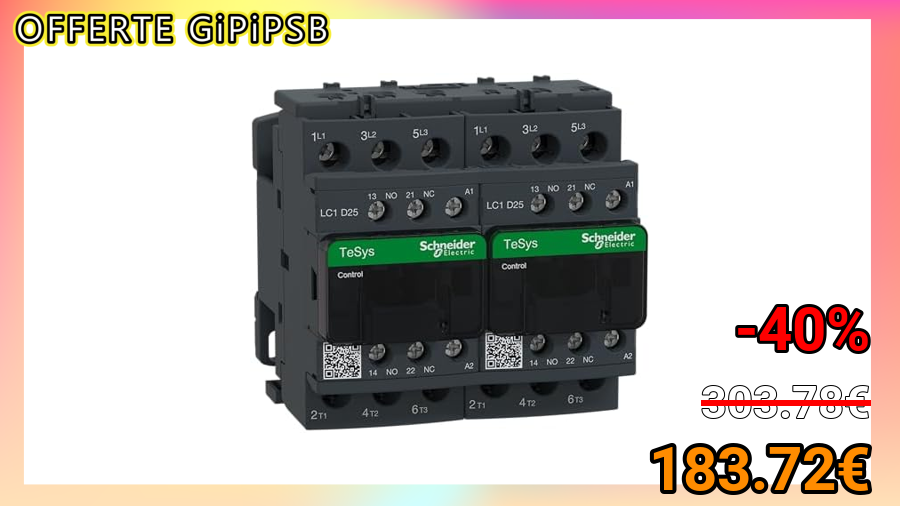 OFFERTE GiPiPSB
1L1 3L2 5L3 1L1 3L2 5L3
13 NO 21 NC A1 13 NO 21 NC A1
LC1 D25 LC1 D25
TeSys Schneider Electric TeSys Schneider Electric
Control Control
14 NO 22 NC A2 14 NO 22 NC A2
2T1 4T2 6T3 2T1 4T2 6T3
-40%
303.78€
183.72€